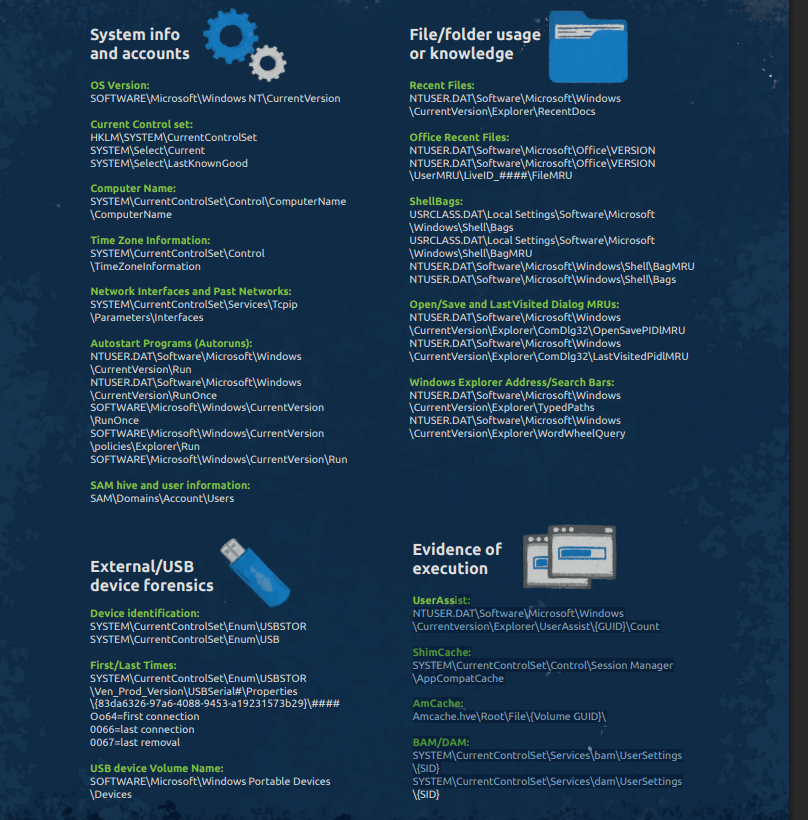 System info
and accounts
OS Version:
SOFTWARE\Microsoft\Windows NT\CurrentVersion
Current Control set:
HKLM\SYSTEM\CurrentControlSet
SYSTEM\Select\Current
SYSTEM\Select\LastKnownGood
Computer Name:
SYSTEM\CurrentControlSet\Control\ComputerName
\ComputerName
Time Zone Information:
SYSTEM\CurrentControlSet\Control
\TimeZoneInformation
Network Interfaces and Past Networks:
SYSTEM\CurrentControlSet\Services\Tcpip
\Parameters\Interfaces
Autostart Programs (Autoruns):
NTUSER.DAT\Software\Microsoft\Windows
\CurrentVersion\Run
NTUSER.DAT\Software\Microsoft\Windows
\CurrentVersion\RunOnce
SOFTWARE\Microsoft\Windows\CurrentVersion
\RunOnce
SOFTWARE\Microsoft\Windows\CurrentVersion
\policies\Explorer\Run
SOFTWARE\Microsoft\Windows\CurrentVersion\Run
SAM hive and user information:
SAM\Domains\Account\Users
File/folder usage
or knowledge
Recent Files:
NTUSER.DAT\Software\Microsoft\Windows
\CurrentVersion\Explorer\RecentDocs
Office Recent Files:
NTUSER.DAT\Software\Microsoft\Office\VERSION
NTUSER.DAT\Software\Microsoft\Office\VERSION
\UserMRU\LiveID_####\FileMRU
ShellBags:
USRCLASS.DAT\Local Settings\Software\Microsoft
\Windows\Shell\Bags
USRCLASS.DAT\Local Settings\Software\Microsoft
\Windows\Shell\BagMRU
NTUSER.DAT\Software\Microsoft\Windows\Shell\BagMRU
NTUSER.DAT\Software\Microsoft\Windows\Shell\Bags
Open/Save and LastVisited Dialog MRUs:
NTUSER.DAT\Software\Microsoft\Windows
\CurrentVersion\Explorer\ComDlg32\OpenSavePIDlMRU
NTUSER.DAT\Software\Microsoft\Windows
\CurrentVersion\Explorer\ComDlg32\LastVisitedPidlMRU
Windows Explorer Address/Search Bars:
NTUSER.DAT\Software\Microsoft\Windows
\CurrentVersion\Explorer\TypedPaths
NTUSER.DAT\Software\Microsoft\Windows
\CurrentVersion\Explorer\WordWheelQuery
External/USB
device forensics
Device identification:
SYSTEM\CurrentControlSet\Enum\USBSTOR
SYSTEM\CurrentControlSet\Enum\USB
First/Last Times:
SYSTEM\CurrentControlSet\Enum\USBSTOR
\Ven_Prod_Version\USBSerial#\Properties
\{83da6326-97a6-4088-9453-a19231573b29}\####
Oo64=first connection
0066=last connection
0067=last removal
USB device Volume Name:
SOFTWARE\Microsoft\Windows Portable Devices
\Devices
Evidence of
execution
UserAssist:
NTUSER.DAT\Software\Microsoft\Windows
\Currentversion\Explorer\UserAssist\{GUID}\Count
ShimCache:
SYSTEM\CurrentControlSet\Control\Session Manager
\AppCompatCache
AmCache:
Amcache.hve\Root\File\{Volume GUID}\
BAM/DAM:
SYSTEM\CurrentControlSet\Services\bam\UserSettings
\{SID}
SYSTEM\CurrentControlSet\Services\dam\UserSettings
\{SID}